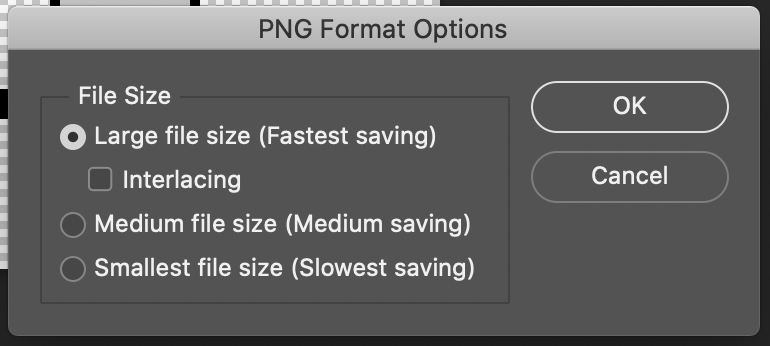 PNG Format Options
File Size
Large file size (Fastest saving)
Interlacing
Medium file size (Medium saving)
Smallest file size (Slowest saving)
OK
Cancel